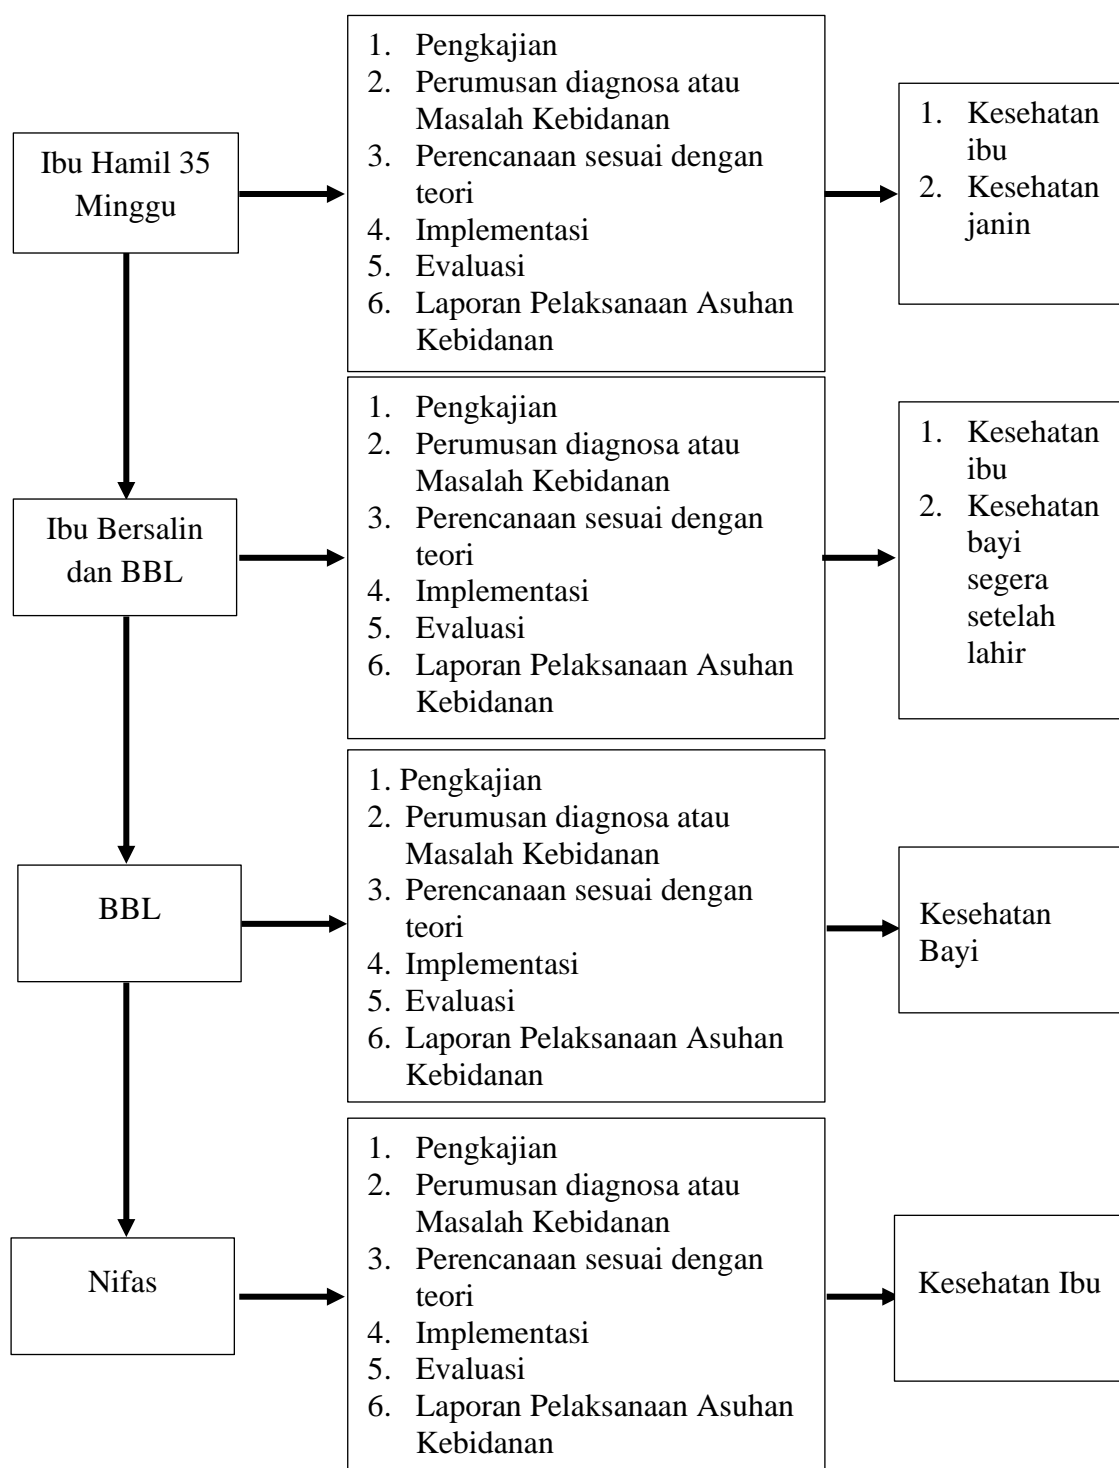 Ibu Hamil 35
Minggu
1. Pengkajian
2. Perumusan diagnosa atau
Masalah Kebidanan
3. Perencanaan sesuai dengan
teori
4. Implementasi
5. Evaluasi
6. Laporan Pelaksanaan Asuhan
Kebidanan
1. Kesehatan
ibu
2. Kesehatan
janin
Ibu Bersalin
dan BBL
1. Pengkajian
2. Perumusan diagnosa atau
Masalah Kebidanan
3. Perencanaan sesuai dengan
teori
4. Implementasi
5. Evaluasi
6. Laporan Pelaksanaan Asuhan
Kebidanan
1. Kesehatan
ibu
2. Kesehatan
bayi
segera
setelah
lahir
BBL
1. Pengkajian
2. Perumusan diagnosa atau
Masalah Kebidanan
3. Perencanaan sesuai dengan
teori
4. Implementasi
5. Evaluasi
6. Laporan Pelaksanaan Asuhan
Kebidanan
Kesehatan
Bayi
Nifas
1. Pengkajian
2. Perumusan diagnosa atau
Masalah Kebidanan
3. Perencanaan sesuai dengan
teori
4. Implementasi
5. Evaluasi
6. Laporan Pelaksanaan Asuhan
Kebidanan
Kesehatan Ibu